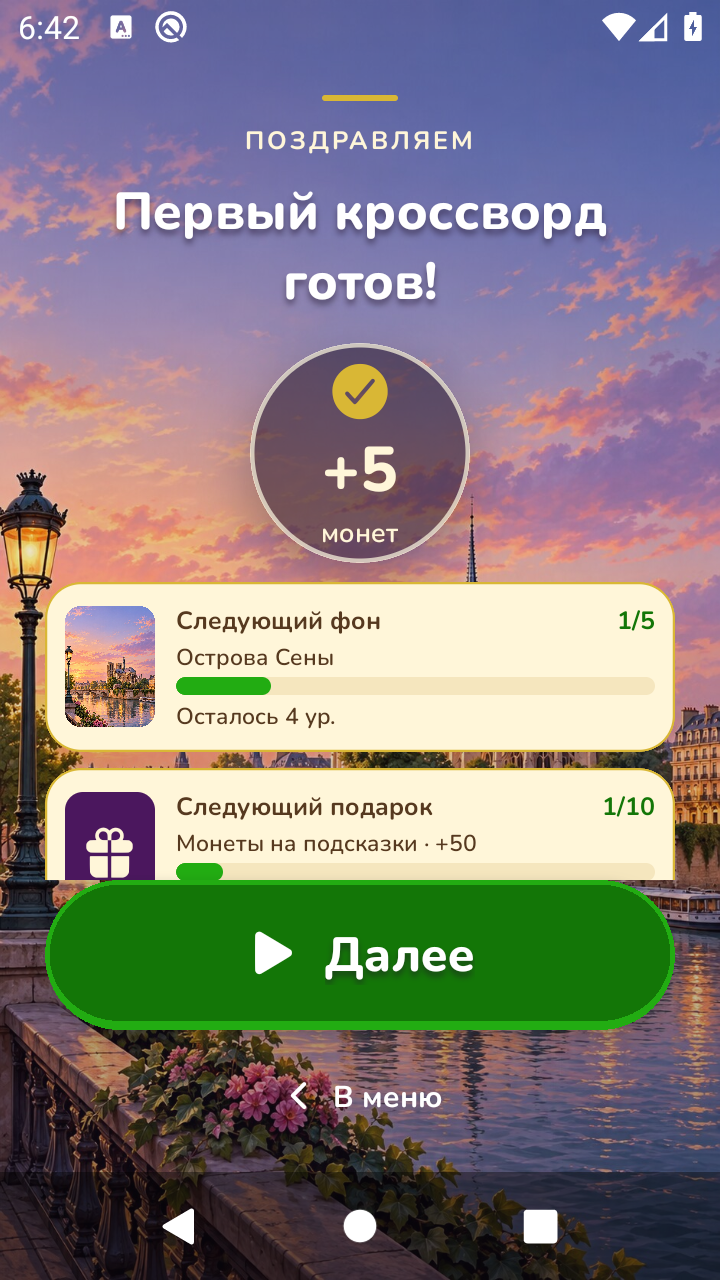 6:42
ПОЗДРАВЛЯЕМ
Первый кроссворд
готов!
+5
монет
Следующий фон
1/5
Острова Сены
Осталось 4 ур.
Следующий подарок
1/10
Монеты на подсказки · +50
Далее
В меню